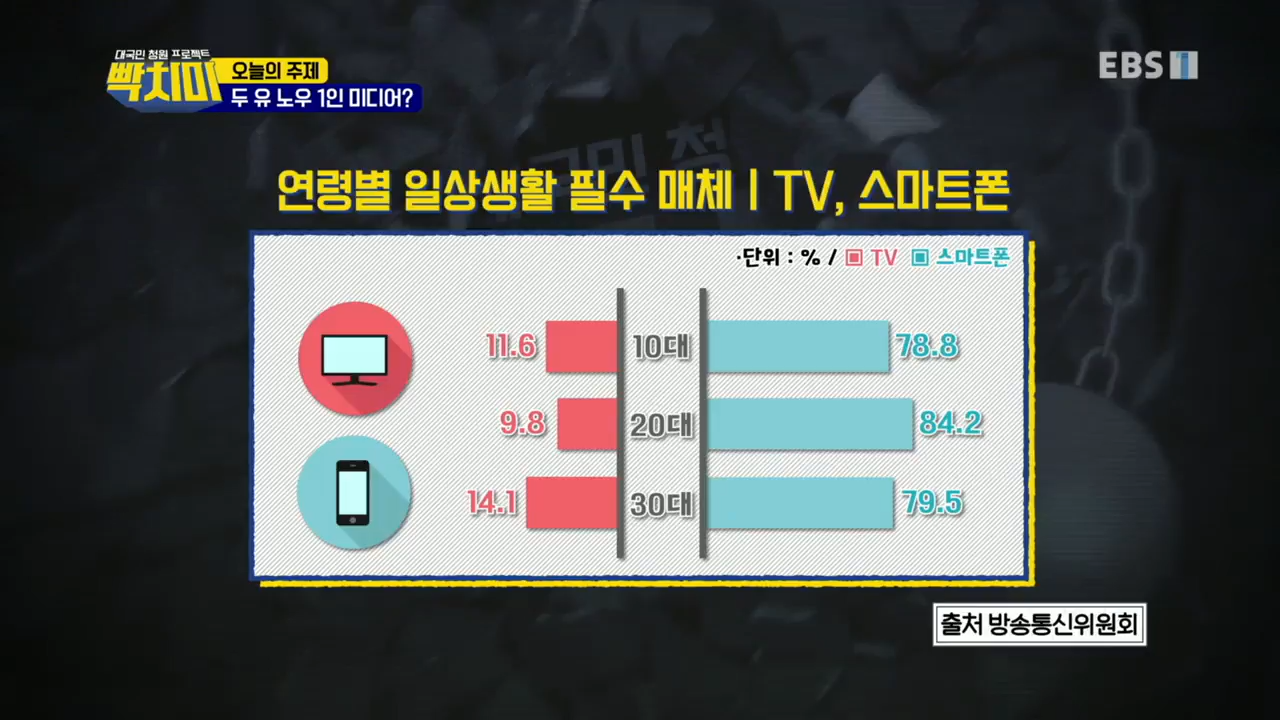 대국민 청원 프로젝트
빡치미
오늘의 주제
두 유 노우 1인 미디어?
EBS 1
연령별 일상생활 필수 매체 | TV, 스마트폰
·단위 : % / TV 스마트폰
11.6 10대 78.8
9.8 20대 84.2
14.1 30대 79.5
출처 방송통신위원회